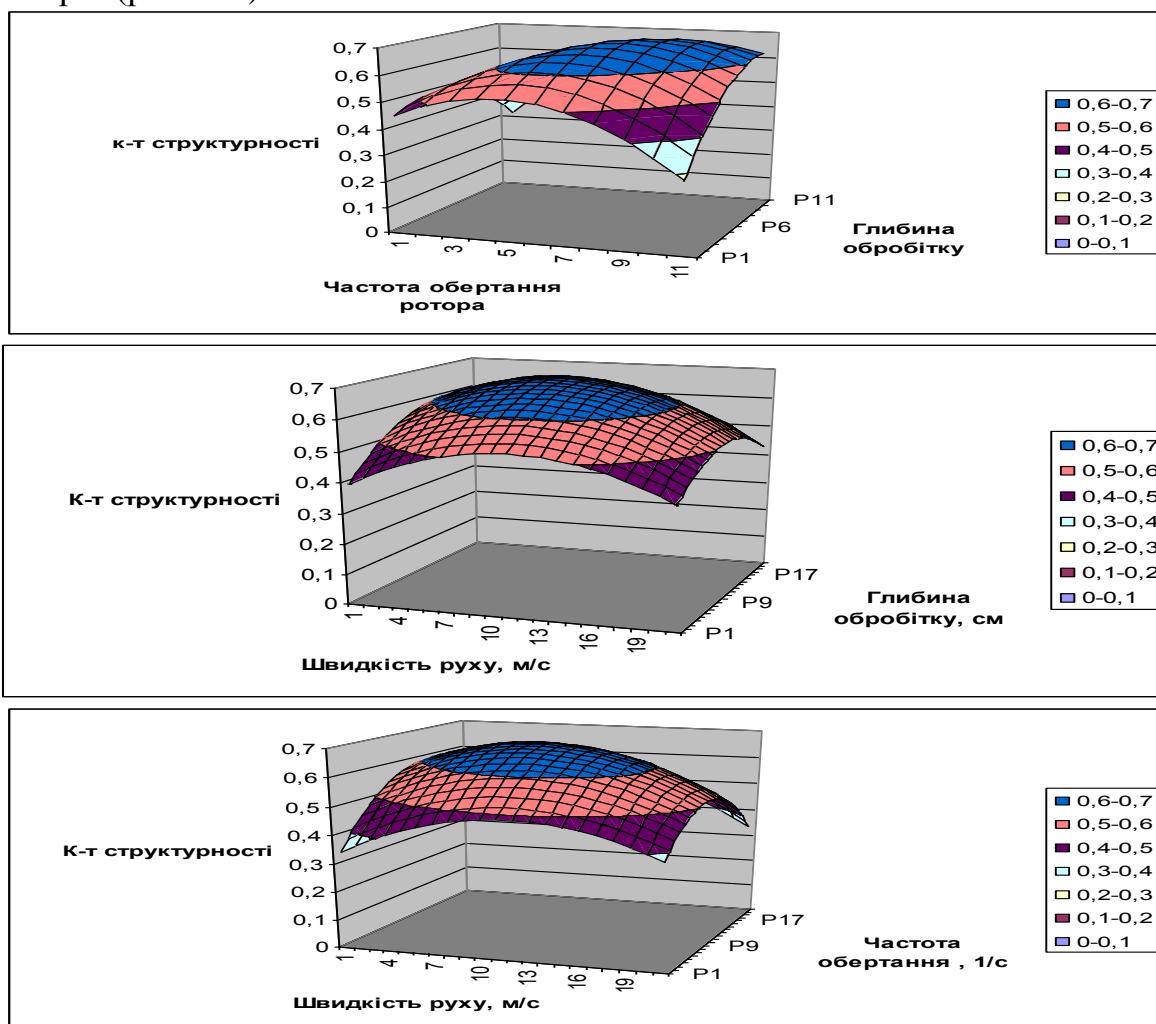 0,7
0,6
0,5
0,4
0,3
0,2
0,1
0
к-т структурності
1
3
5
7
9
11
P1
P6
P11
Частота обертання
ротора
Глибина
обробітку
0,6-0,7
0,5-0,6
0,4-0,5
0,3-0,4
0,2-0,3
0,1-0,2
0-0,1
0,7
0,6
0,5
0,4
0,3
0,2
0,1
0
К-т структурності
1
4
7
10
13
16
19
P1
P9
P17
Швидкість руху, м/с
Глибина
обробітку, см
0,6-0,7
0,5-0,6
0,4-0,5
0,3-0,4
0,2-0,3
0,1-0,2
0-0,1
0,7
0,6
0,5
0,4
0,3
0,2
0,1
0
К-т структурності
1
4
7
10
13
16
19
P1
P9
P17
Швидкість руху, м/с
Частота
обертання , 1/с
0,6-0,7
0,5-0,6
0,4-0,5
0,3-0,4
0,2-0,3
0,1-0,2
0-0,1